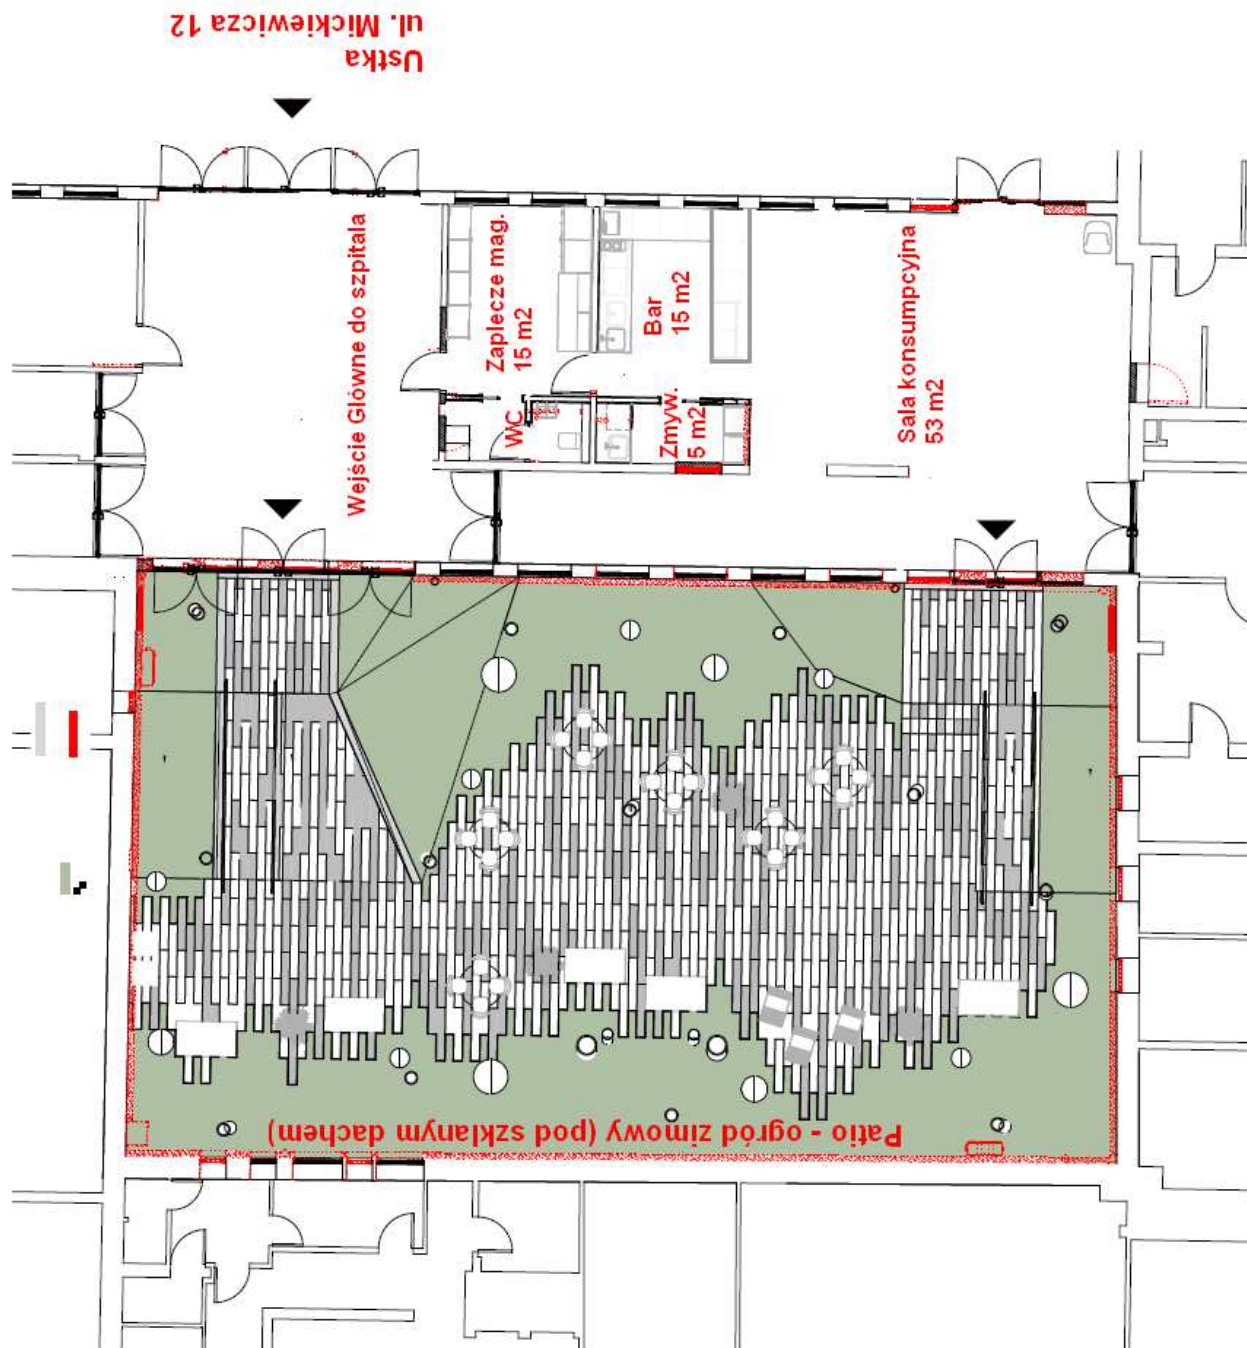 Ustka
ul. Mickiewicza 12
Wejście Główne do szpitala
Zaplecze mag.
15 m2
Bar
15 m2
WC
Zmyw.
5 m2
Sala konsumpcyjna
53 m2
Patio - ogród zimowy (pod szklanym dachem)